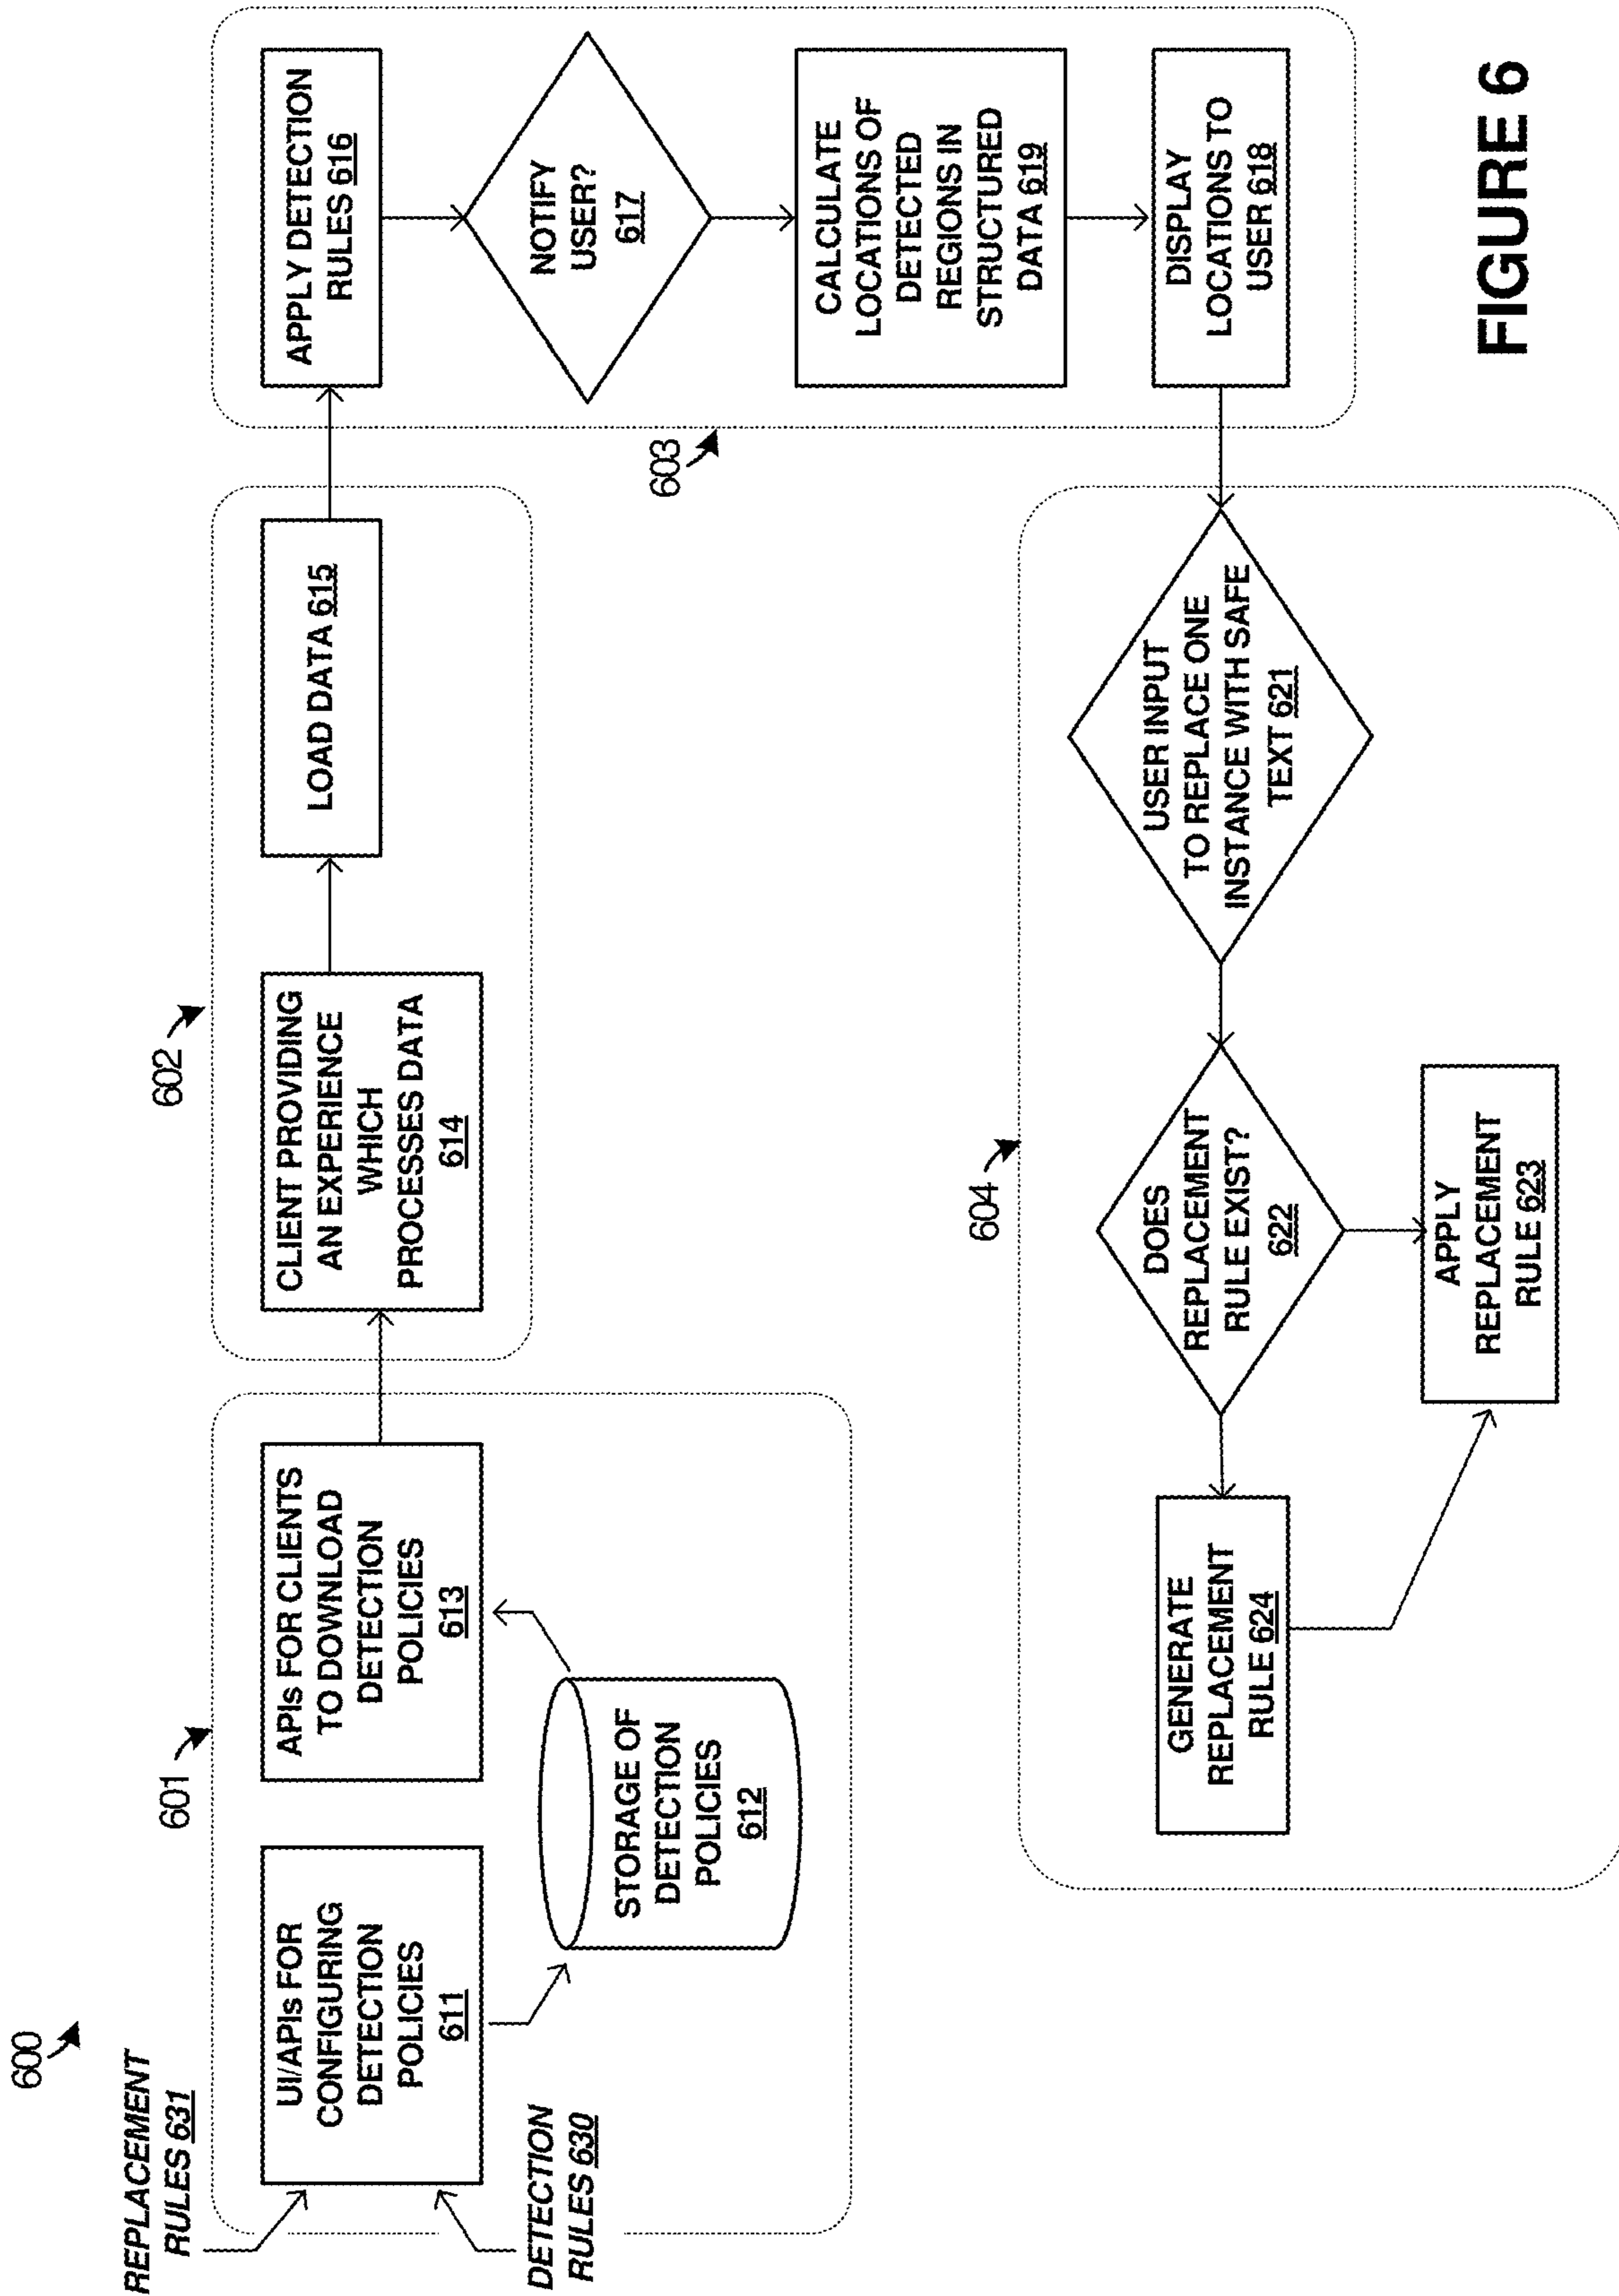 600
REPLACEMENT
RULES 631
DETECTION
RULES 630
601
UI/APIs FOR
CONFIGURING
DETECTION
POLICIES
611
STORAGE OF
DETECTION
POLICIES
612
APIs FOR CLIENTS
TO DOWNLOAD
DETECTION
POLICIES
613
602
CLIENT PROVIDING
AN EXPERIENCE
WHICH
PROCESSES DATA
614
LOAD DATA 615
603
APPLY DETECTION
RULES 616
NOTIFY
USER?
617
CALCULATE
LOCATIONS OF
DETECTED
REGIONS IN
STRUCTURED
DATA 619
DISPLAY
LOCATIONS TO
USER 618
604
USER INPUT
TO REPLACE ONE
INSTANCE WITH SAFE
TEXT 621
DOES
REPLACEMENT
RULE EXIST?
622
GENERATE
REPLACEMENT
RULE 624
APPLY
REPLACEMENT
RULE 623
FIGURE 6